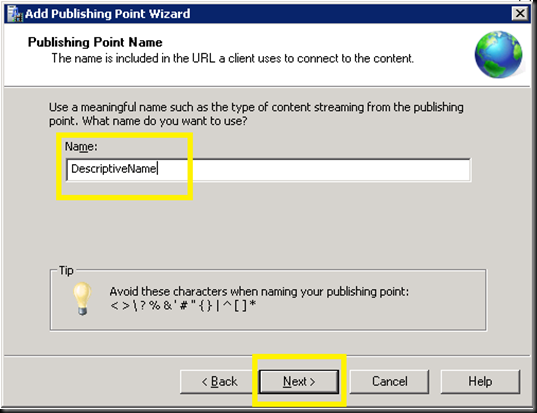 Add Publishing Point Wizard
Publishing Point Name
The name is included in the URL a client uses to connect to the content.
Use a meaningful name such as the type of content streaming from the publishing
point. What name do you want to use?
Name:
DescriptiveName
Tip
Avoid these characters when naming your publishing point:
< > \ ? % & ' # " { } | ^ [ ] *
< Back
Next >
Cancel
Help